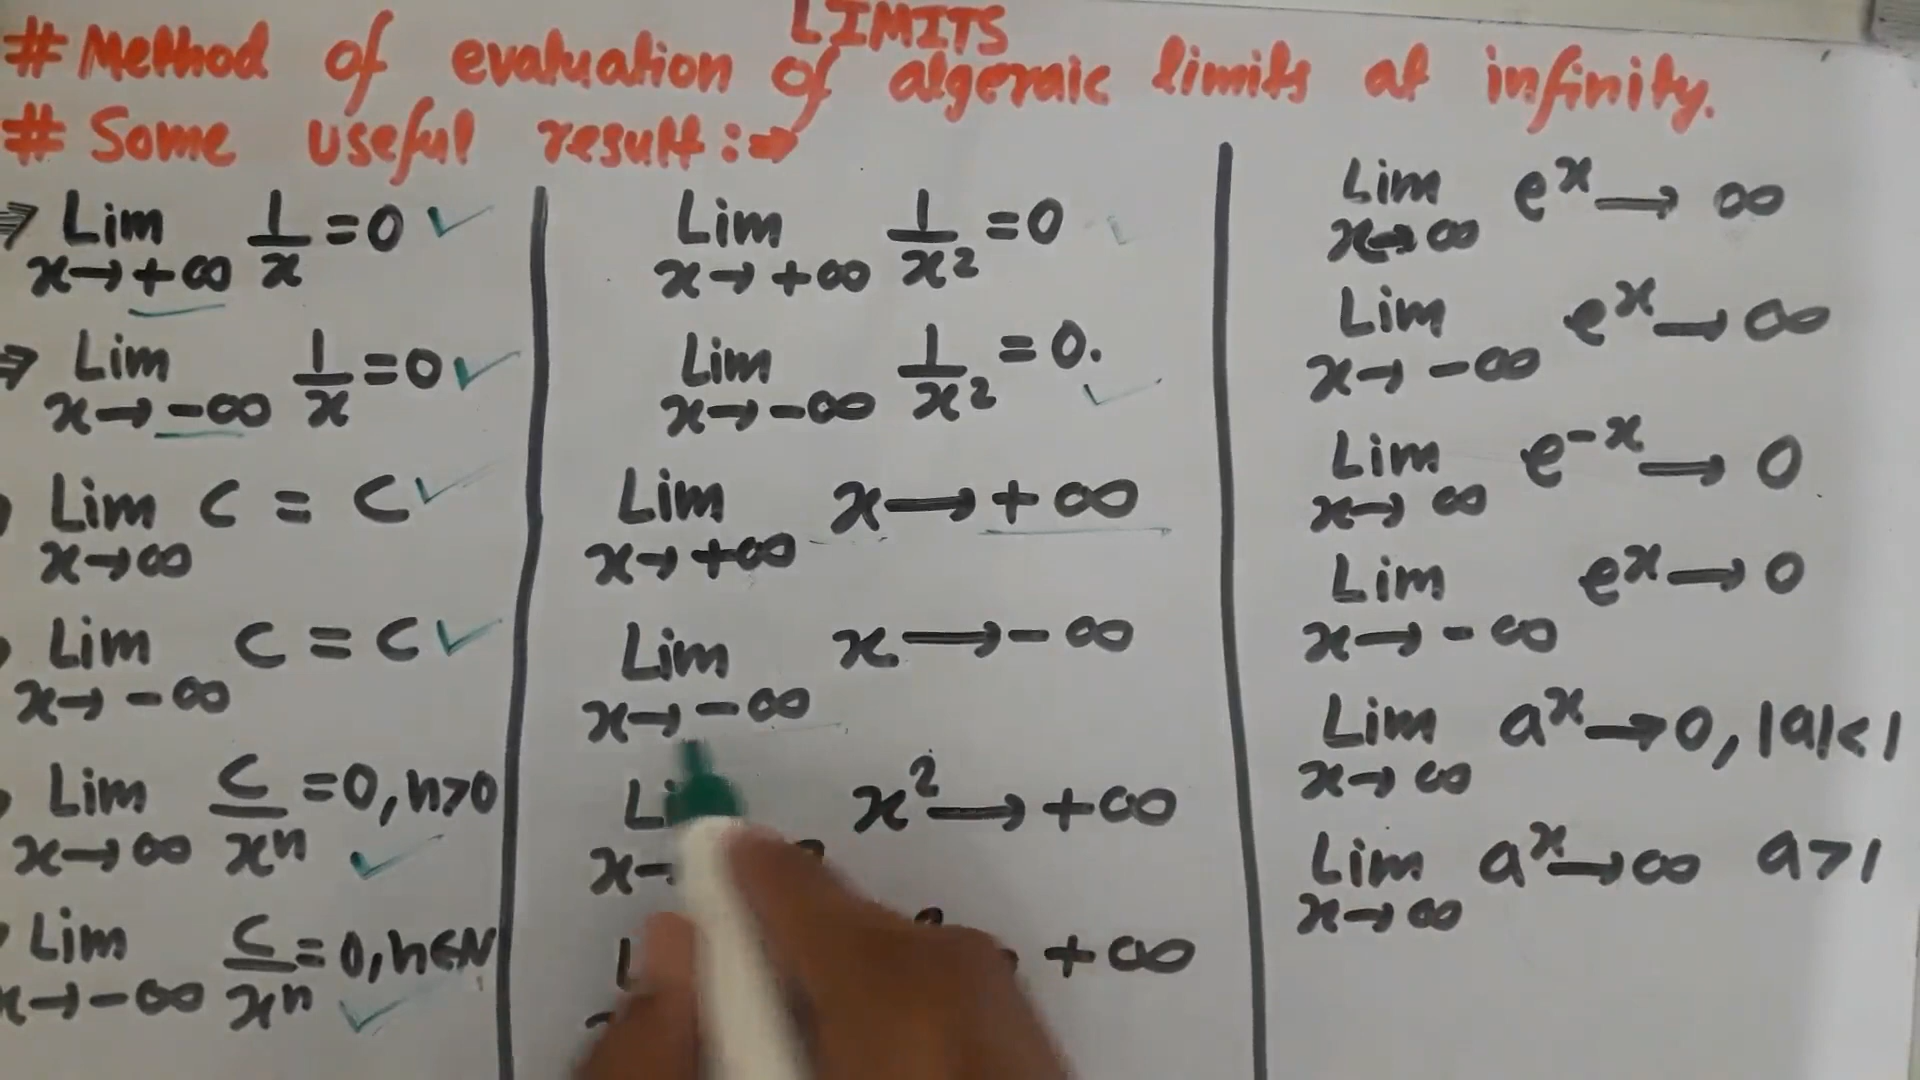 LIMITS
# Method of evaluation of algeraic limits at infinity.
# Some useful result:→
⇒ Lim x→+∞ 1/x = 0 ✓
⇒ Lim x→-∞ 1/x = 0 ✓
Lim x→∞ C = C ✓
Lim x→-∞ C = C ✓
Lim x→∞ C/xⁿ = 0, n>0 ✓
Lim x→-∞ C/xⁿ = 0, n∈N ✓
Lim x→+∞ 1/x² = 0
Lim x→-∞ 1/x² = 0. ✓
Lim x→+∞ x→+∞
Lim x→-∞ x→-∞
x² → +∞
+∞
Lim x→∞ eˣ → ∞
Lim x→-∞ eˣ → ∞
Lim x→∞ e⁻ˣ → 0
Lim x→-∞ eˣ → 0
Lim x→∞ aˣ → 0, |a|<1
Lim x→∞ aˣ → ∞ a>1